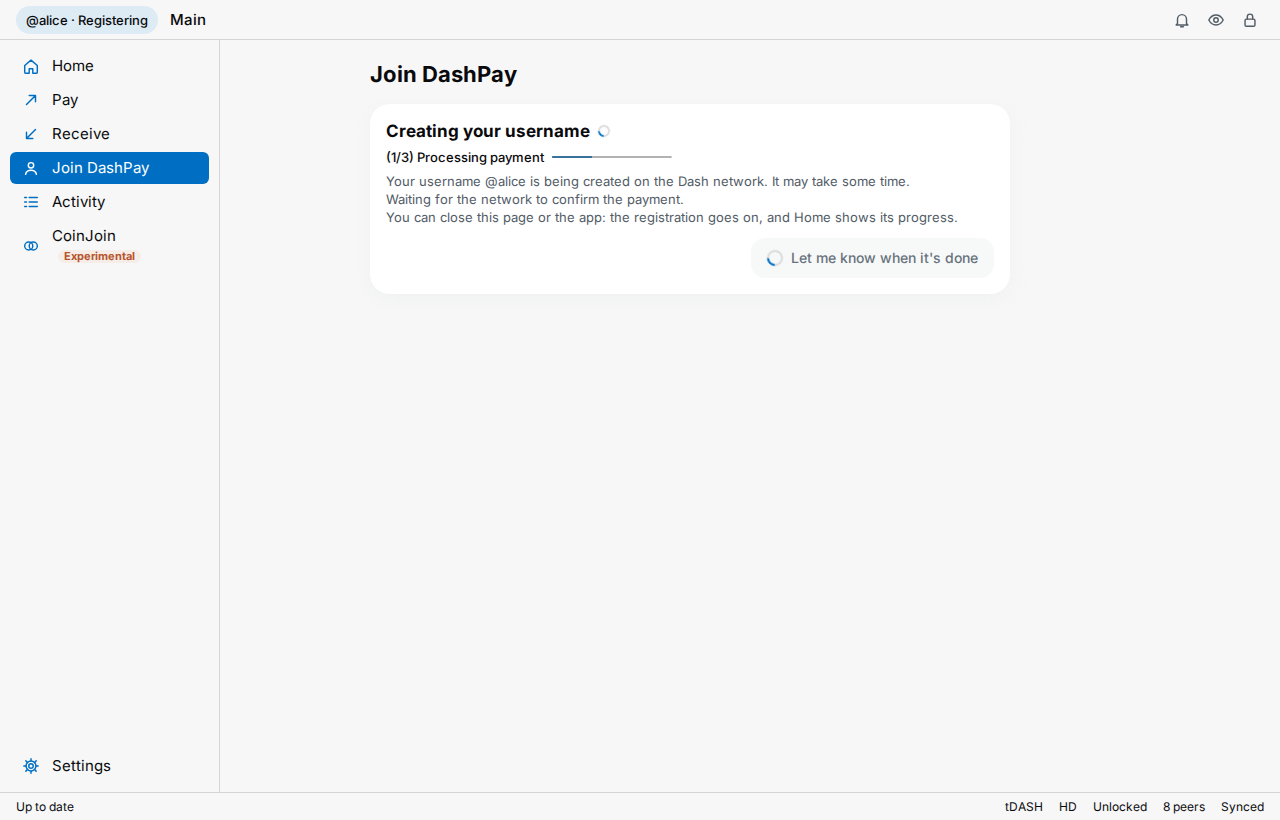 @alice · Registering
Main
Home
Pay
Receive
Join DashPay
Activity
CoinJoin
Experimental
Settings
Join DashPay
Creating your username
(1/3) Processing payment
Your username @alice is being created on the Dash network. It may take some time.
Waiting for the network to confirm the payment.
You can close this page or the app: the registration goes on, and Home shows its progress.
Let me know when it's done
Up to date
tDASH
HD
Unlocked
8 peers
Synced